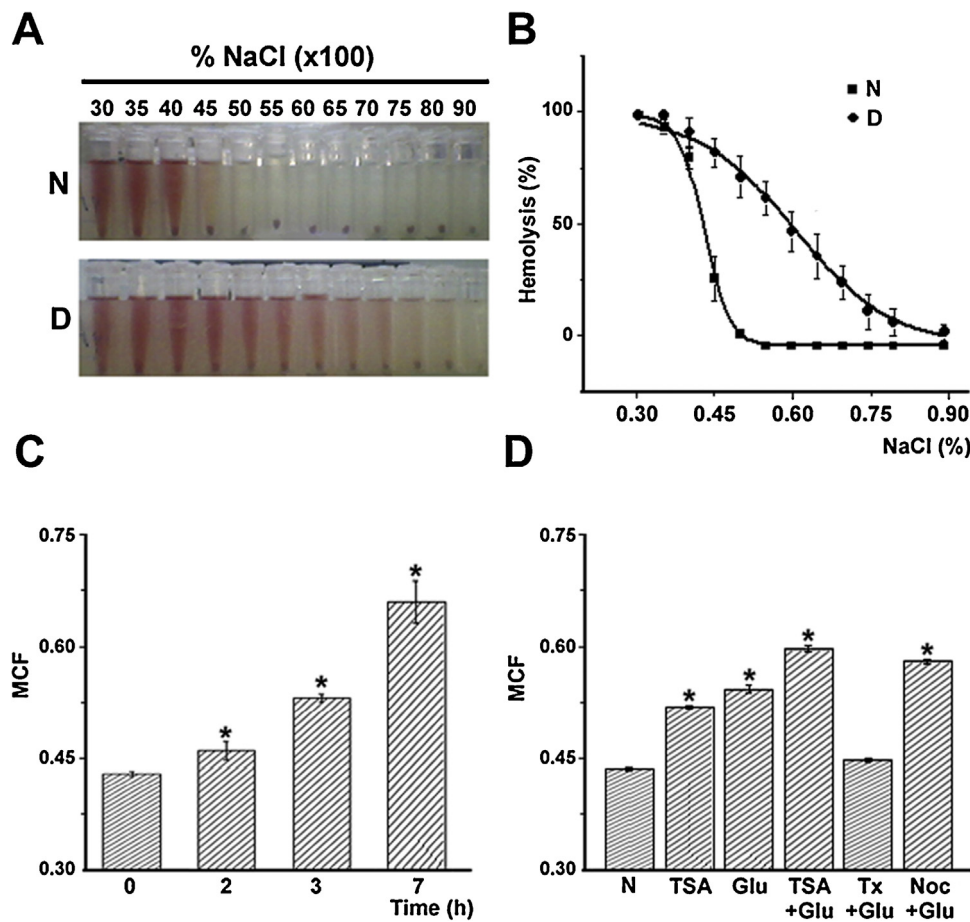 A
% NaCl (x100)
30 35 40 45 50 55 60 65 70 75 80 90
N
D
B
N
D
100
50
0
Hemolysis (%)
0.30 0.45 0.60 0.75 0.90
NaCl (%)
C
0.75
0.60
0.45
0.30
MCF
* * *
0 2 3 7
Time (h)
D
0.75
0.60
0.45
0.30
MCF
* * * *
N TSA Glu TSA +Glu Tx +Glu Noc +Glu